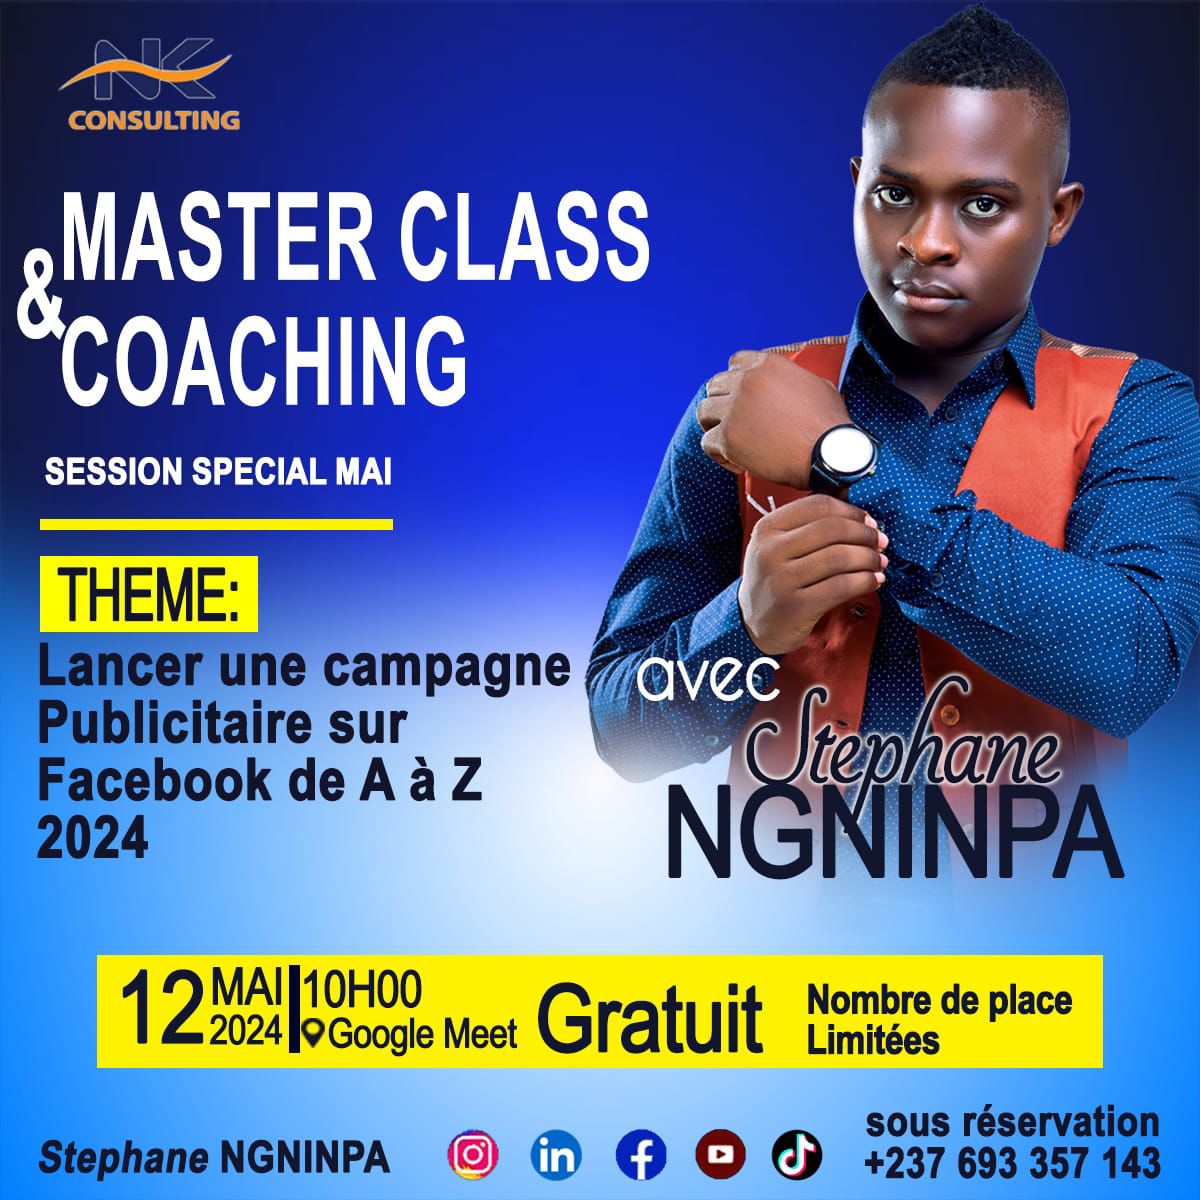 NK
CONSULTING
MASTER CLASS
& COACHING
SESSION SPECIAL MAI
THEME:
Lancer une campagne
Publicitaire sur
Facebook de A à Z
2024
avec
Stephane
NGNINPA
12 MAI 2024 | 10H00
Google Meet
Gratuit
Nombre de place
Limitées
Stephane NGNINPA
sous réservation
+237 693 357 143